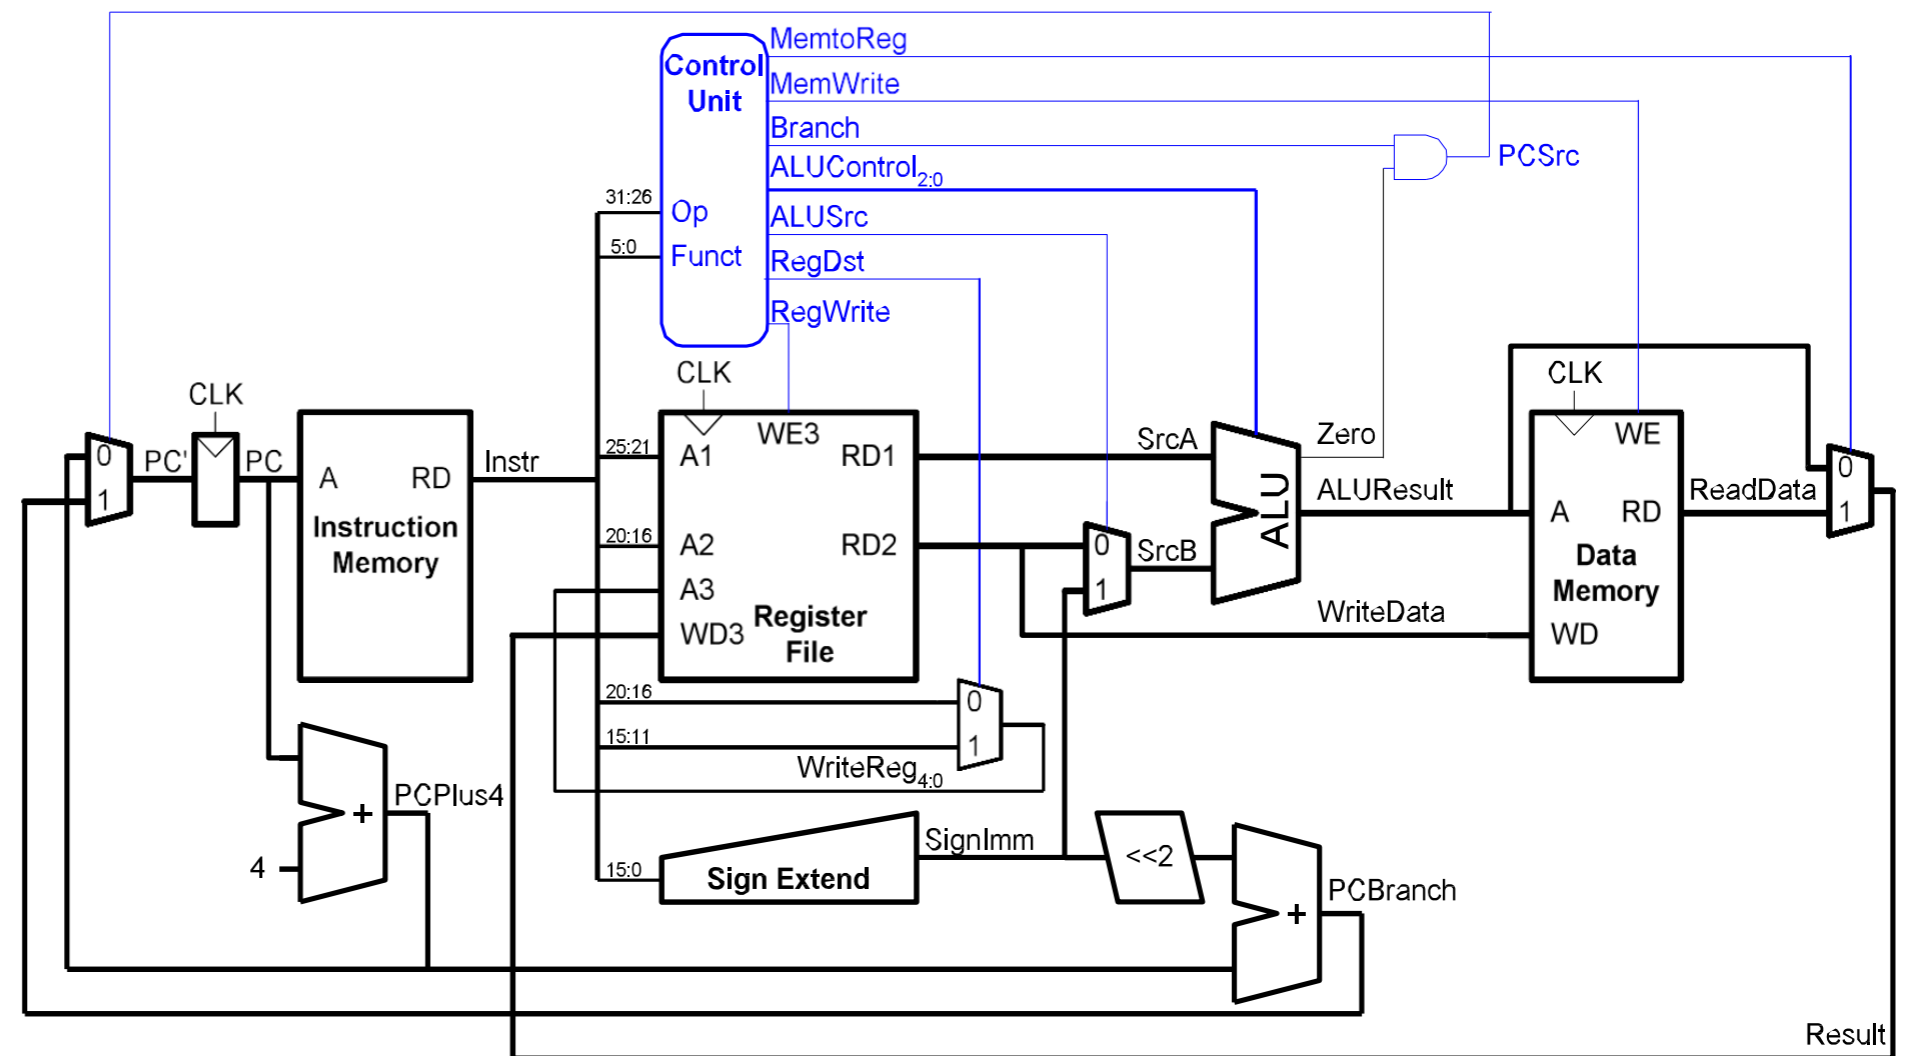 MemtoReg
Control
Unit
MemWrite
Branch
PCSrc
ALUControl2:0
31:26
Op
ALUSrc
5:0
Funct
RegDst
RegWrite
CLK
CLK
CLK
0
1
PC'
PC
A
RD
Instruction
Memory
Instr
25:21
A1
WE3
RD1
20:16
A2
RD2
A3
WD3
Register
File
SrcA
0
1
SrcB
ALU
Zero
ALUResult
WriteData
WE
A
RD
Data
Memory
WD
ReadData
0
1
20:16
0
15:11
1
WriteReg4:0
PCPlus4
+
4
15:0
Sign Extend
SignImm
<<2
+
PCBranch
Result